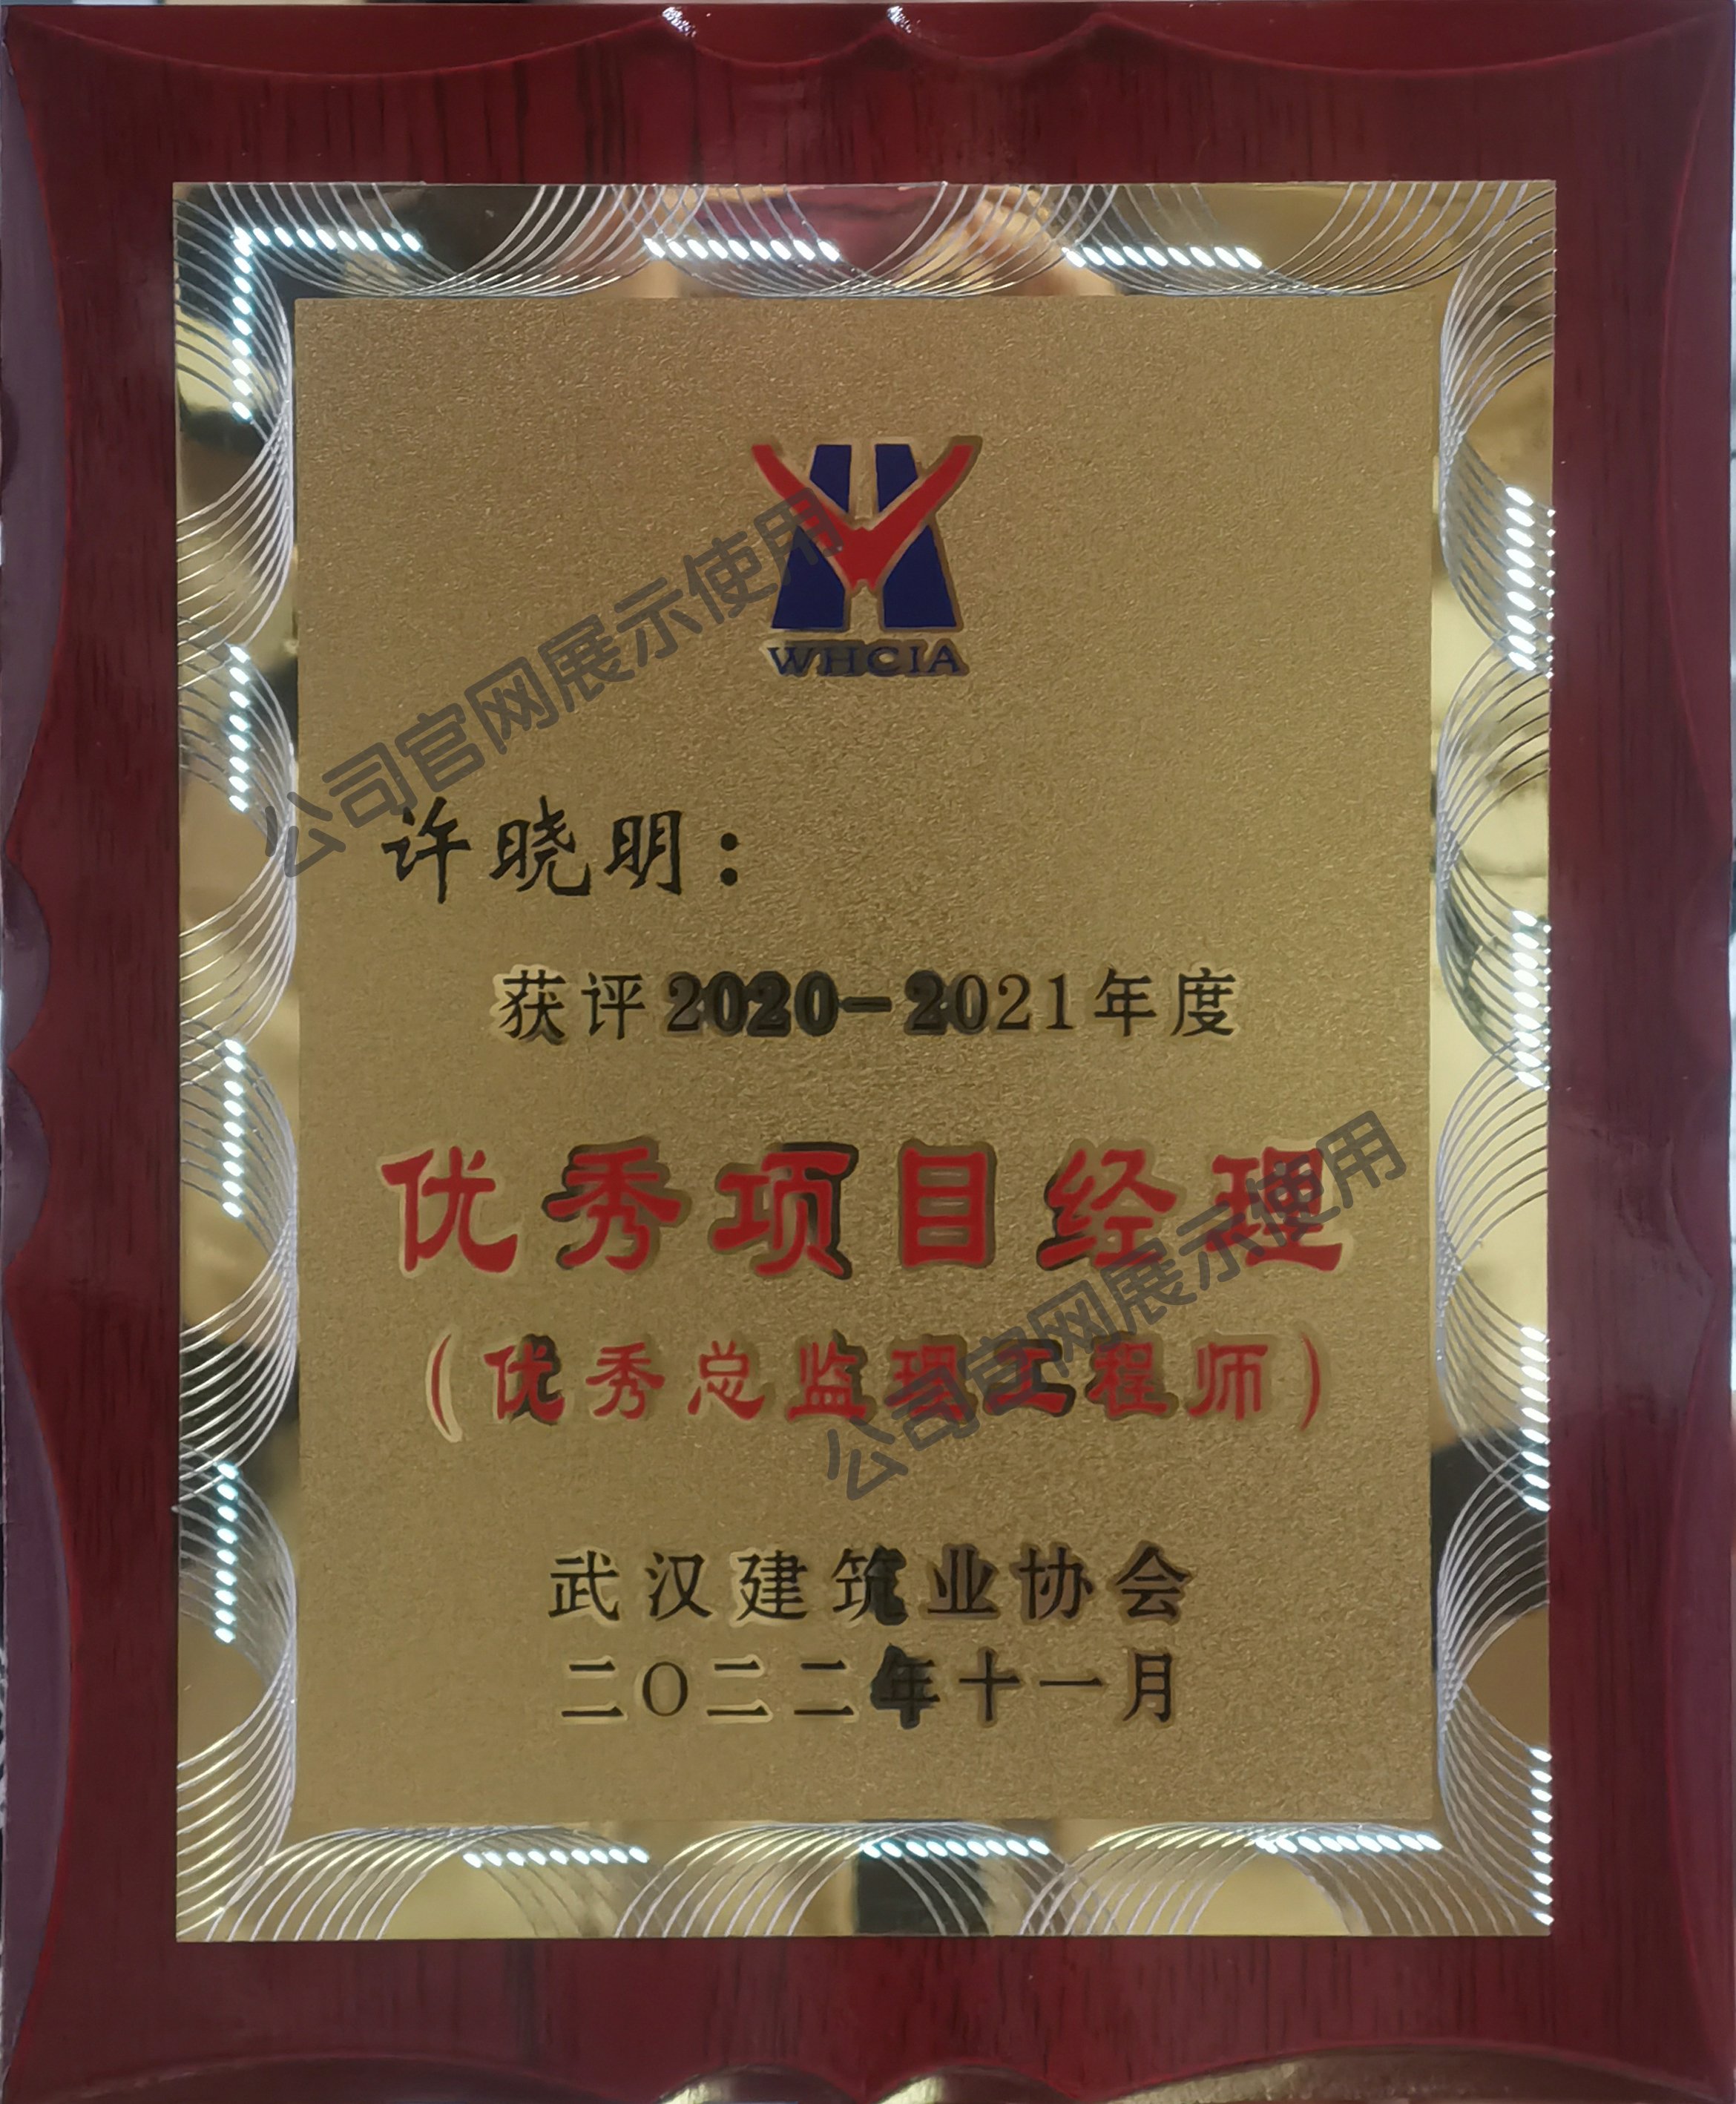 WHCIA
公司官网展示使用
许晓明：
获评2020-2021年度
优秀项目经理
（优秀总监理工程师）
公司官网展示使用
武汉建筑业协会
二〇二二年十一月